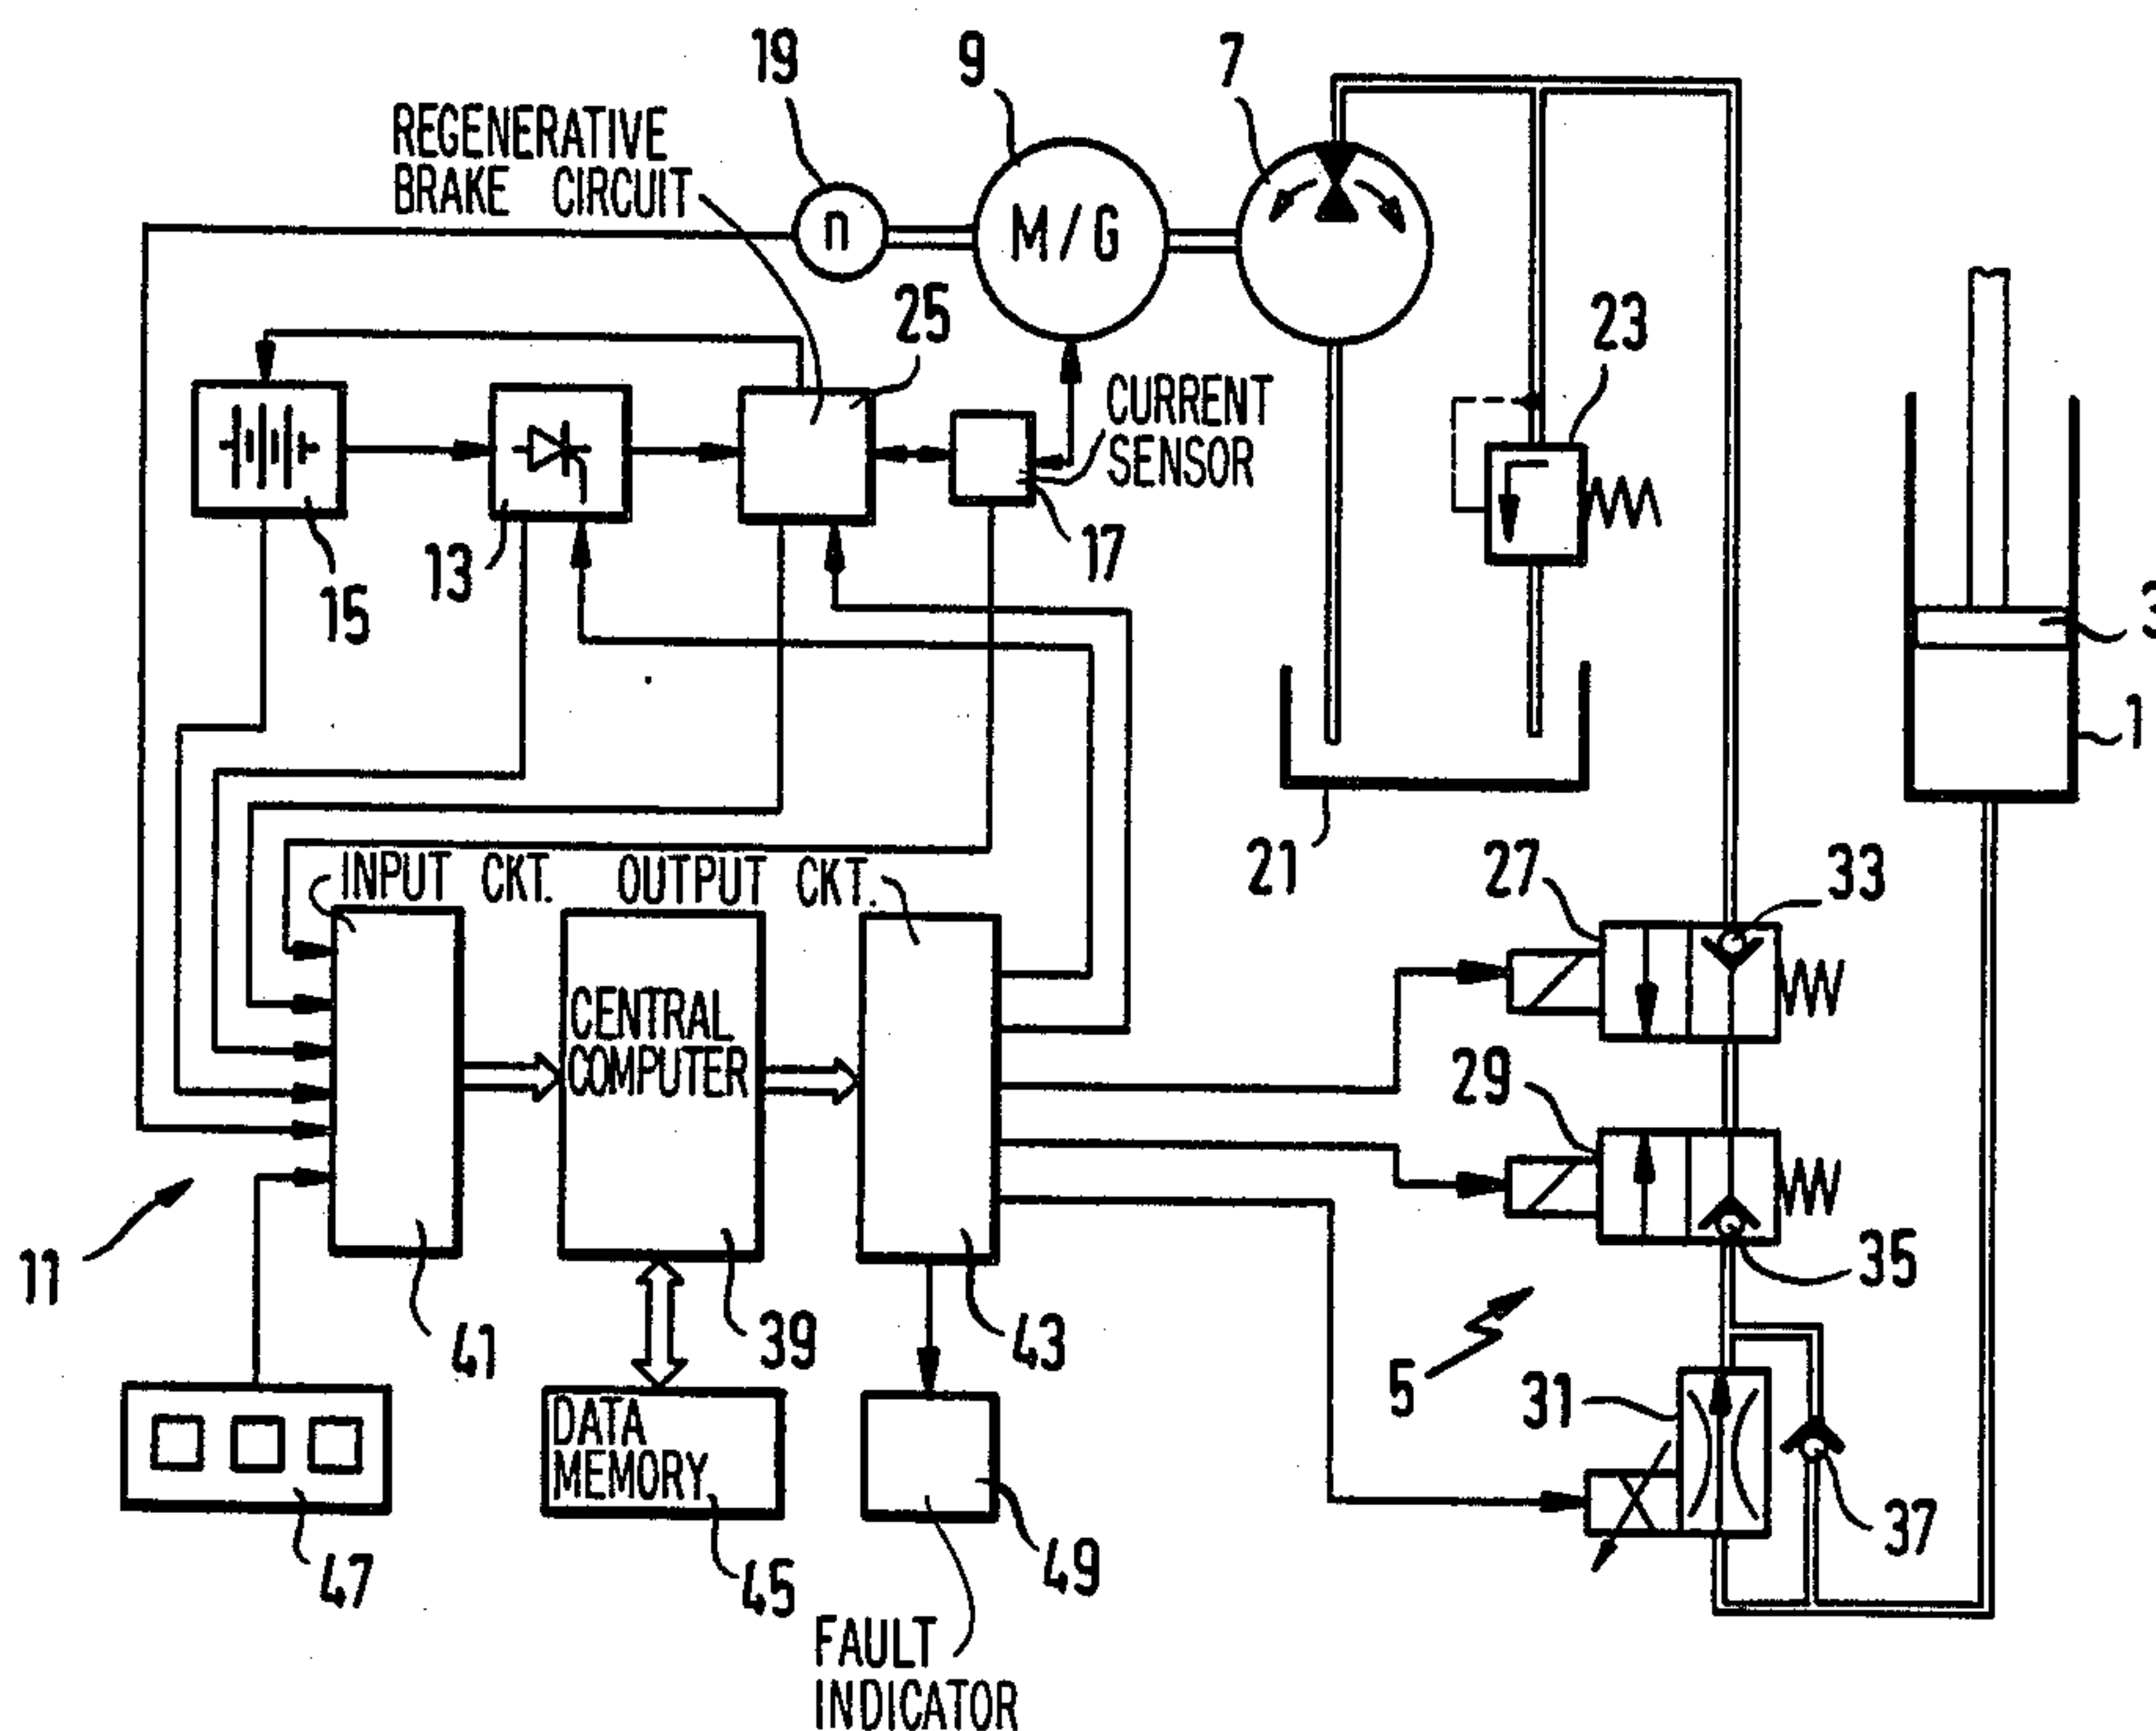 19
9
7
REGENERATIVE
BRAKE CIRCUIT
n
M/G
25
23
CURRENT
SENSOR
17
13
15
3
1
21
INPUT CKT.
OUTPUT CKT.
27
33
CENTRAL
COMPUTER
29
35
11
41
39
43
5
31
37
DATA
MEMORY
47
45
49
FAULT
INDICATOR